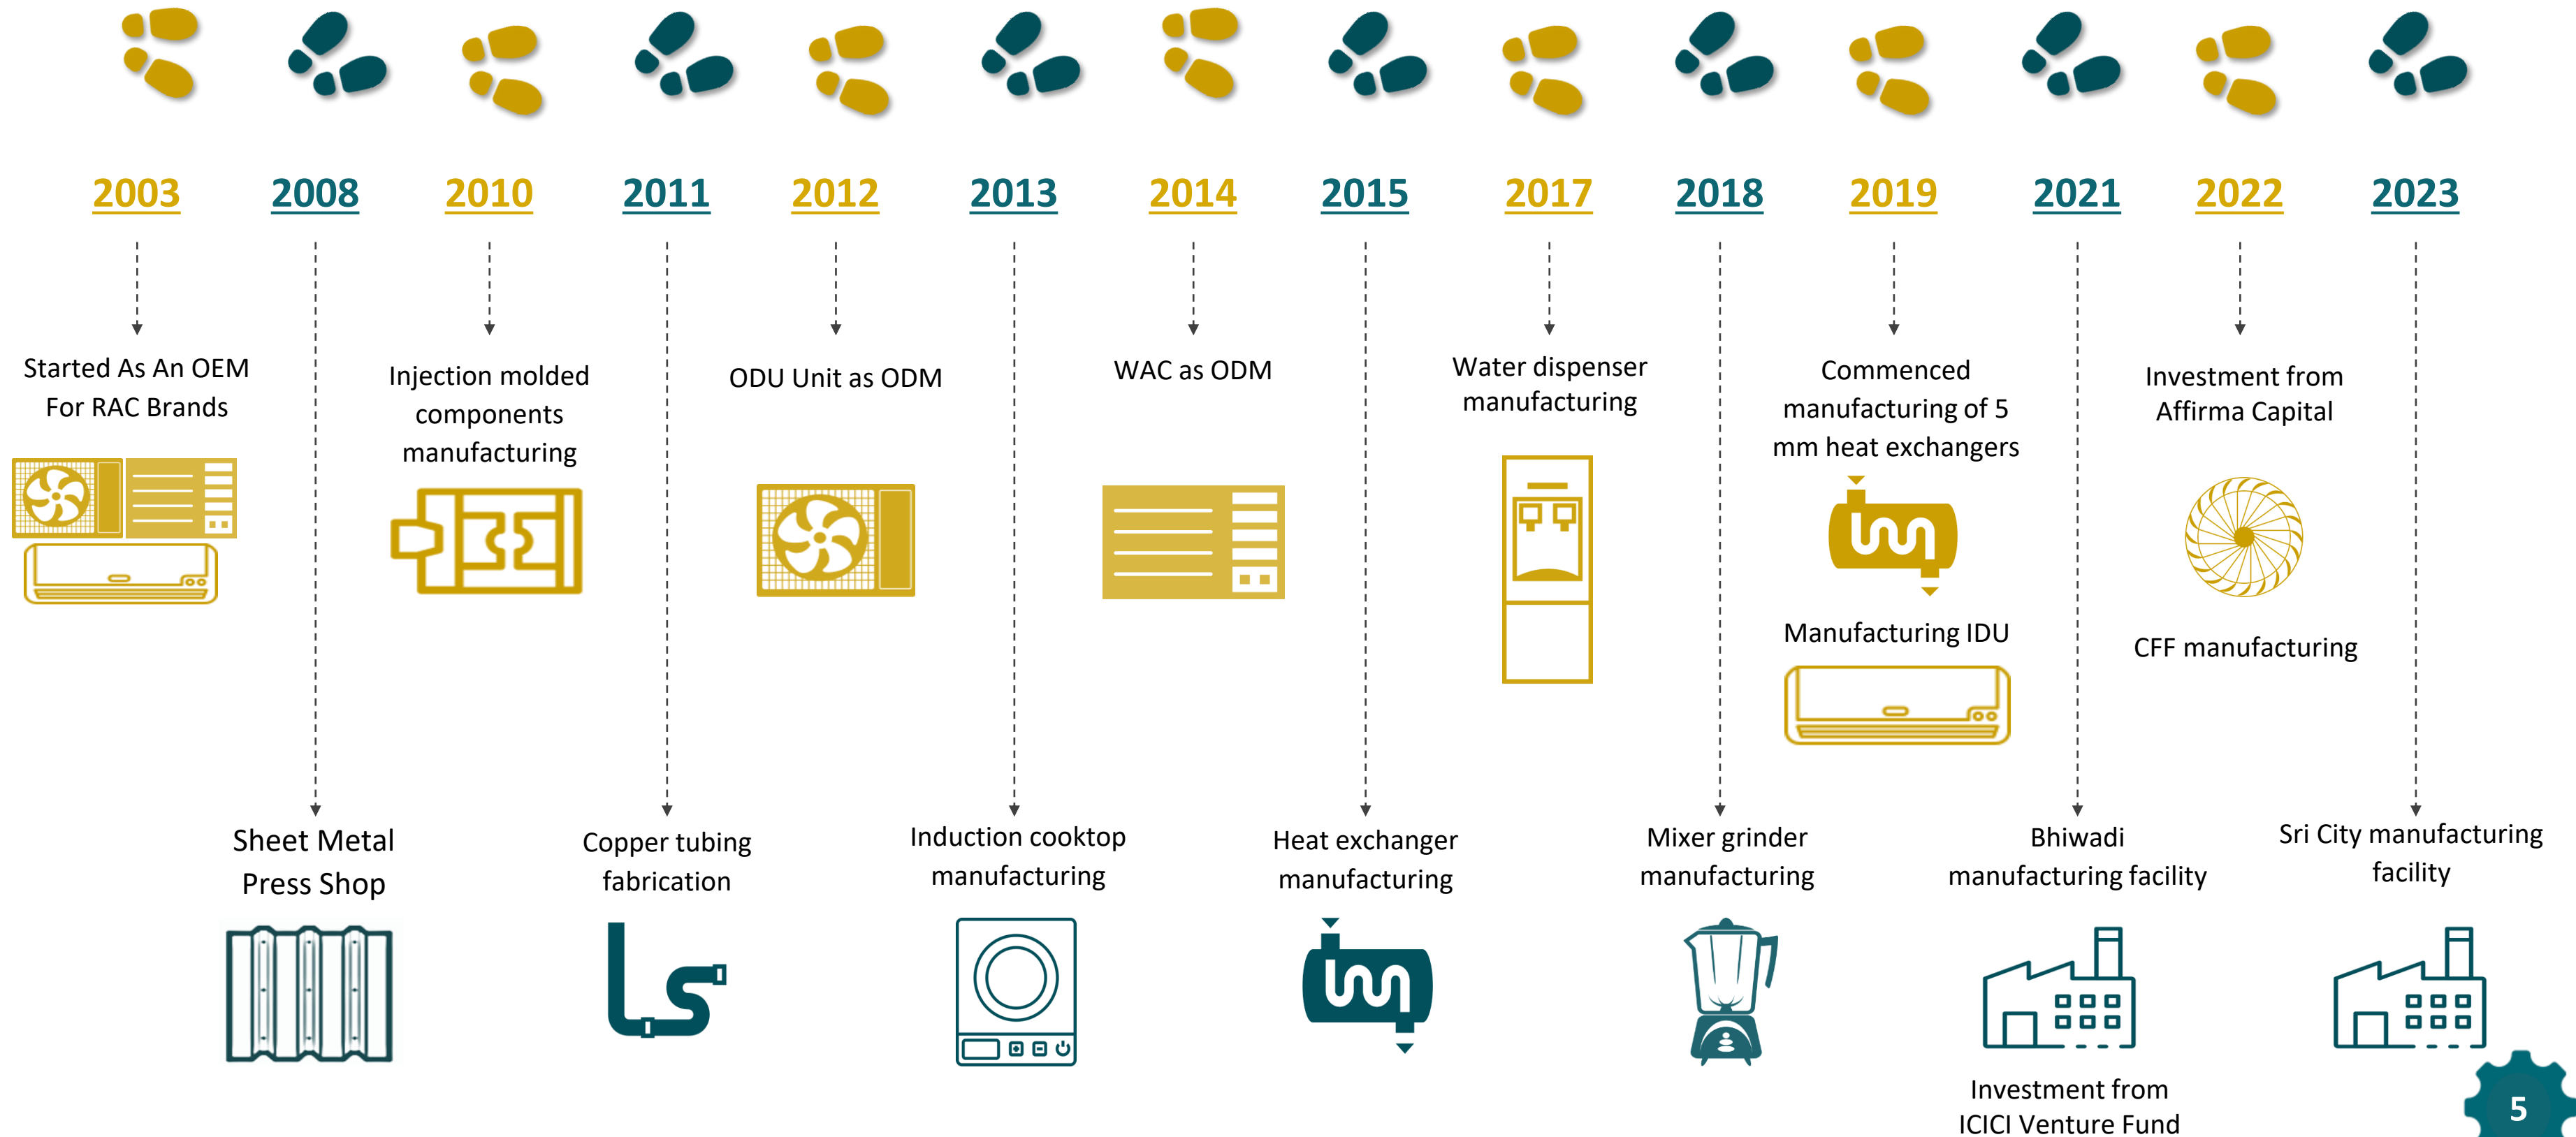 2003
2008
2010
2011
2012
2013
2014
2015
2017
2018
2019
2021
2022
2023
Started As An OEM
For RAC Brands
Injection molded
components
manufacturing
ODU Unit as ODM
WAC as ODM
Water dispenser
manufacturing
Commenced
manufacturing of 5
mm heat exchangers
Manufacturing IDU
Investment from
Affirma Capital
CFF manufacturing
Sheet Metal
Press Shop
Copper tubing
fabrication
Induction cooktop
manufacturing
Heat exchanger
manufacturing
Mixer grinder
manufacturing
Bhiwadi
manufacturing facility
Investment from
ICICI Venture Fund
Sri City manufacturing
facility
5